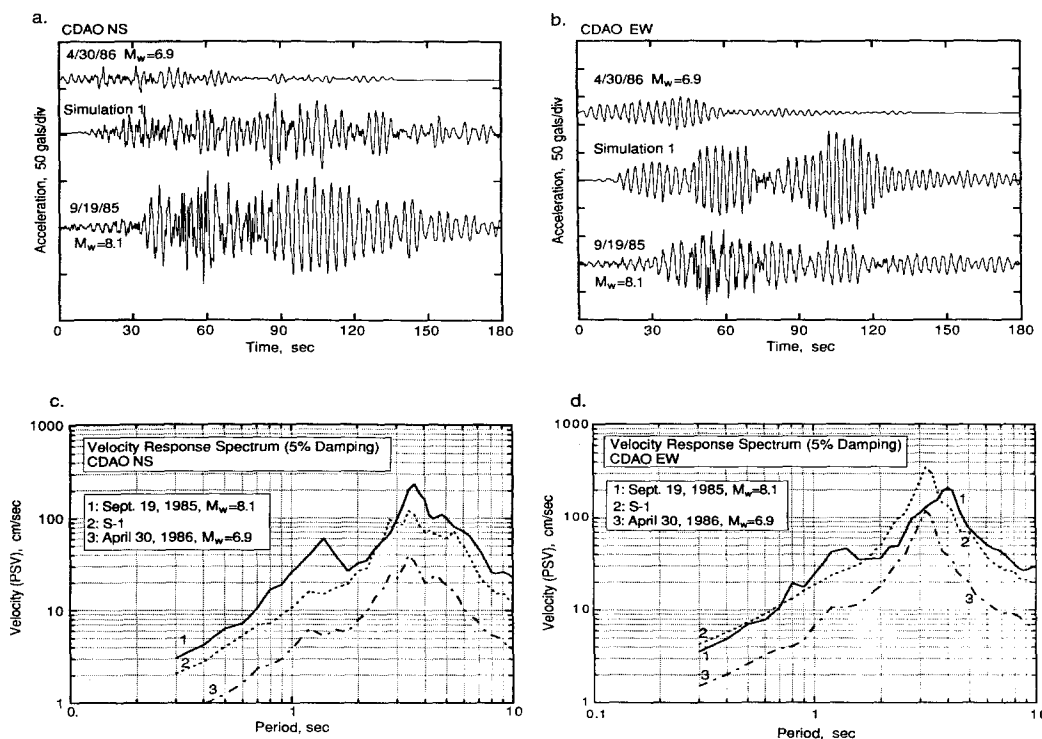 a.
CDAO NS
4/30/86 Mw=6.9
Simulation 1
9/19/85
Mw=8.1
Acceleration, 50 gals/div
0 30 60 90 120 150 180
Time, sec
b.
CDAO EW
4/30/86 Mw=6.9
Simulation 1
9/19/85
Mw=8.1
Acceleration, 50 gals/div
0 30 60 90 120 150 180
Time, sec
c.
1000
100
10
1
Velocity (PSV), cm/sec
Velocity Response Spectrum (5% Damping)
CDAO NS
1: Sept. 19, 1985, Mw=8.1
2: S-1
3: April 30, 1986, Mw=6.9
1
2
3
0.1 1 10
Period, sec
d.
1000
100
10
1
Velocity (PSV), cm/sec
Velocity Response Spectrum (5% Damping)
CDAO EW
1: Sept. 19, 1985, Mw=8.1
2: S-1
3: April 30, 1986, Mw=6.9
1
2
3
2
1
3
0.1 1 10
Period, sec